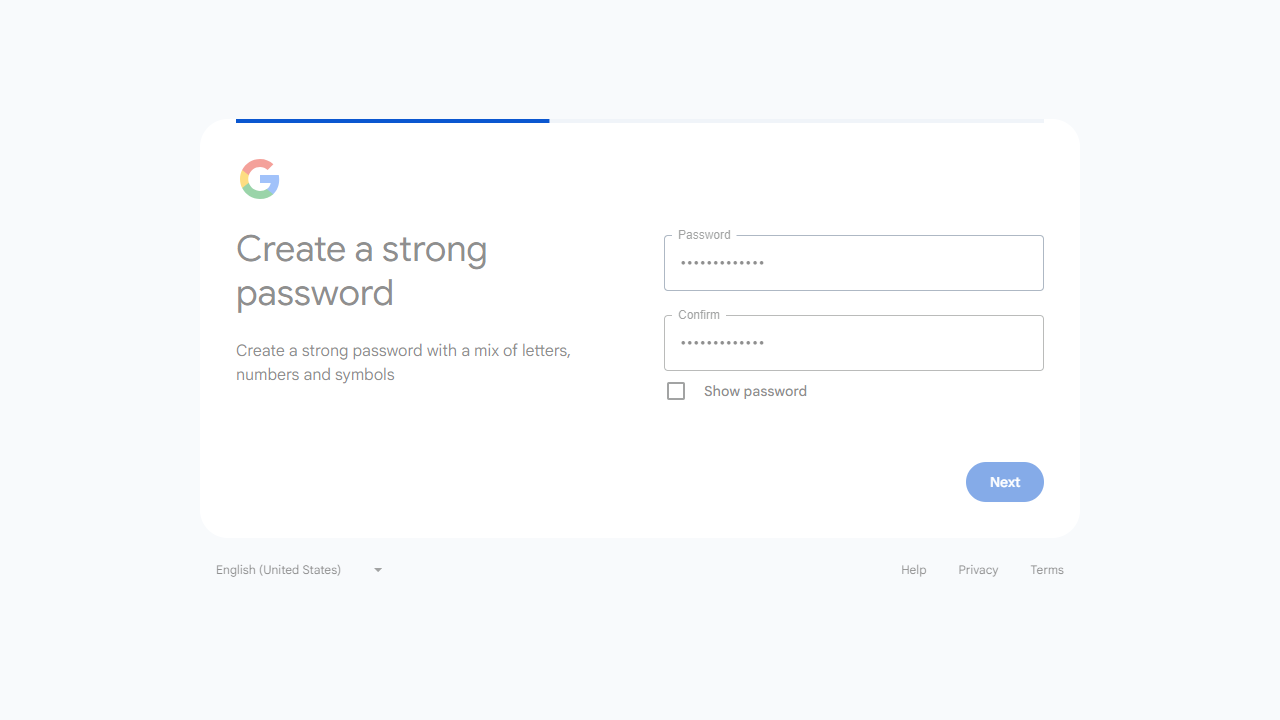 Create a strong
password
Create a strong password with a mix of letters,
numbers and symbols
Password
•••••••••••••
Confirm
•••••••••••••
Show password
Next
English (United States)
Help
Privacy
Terms